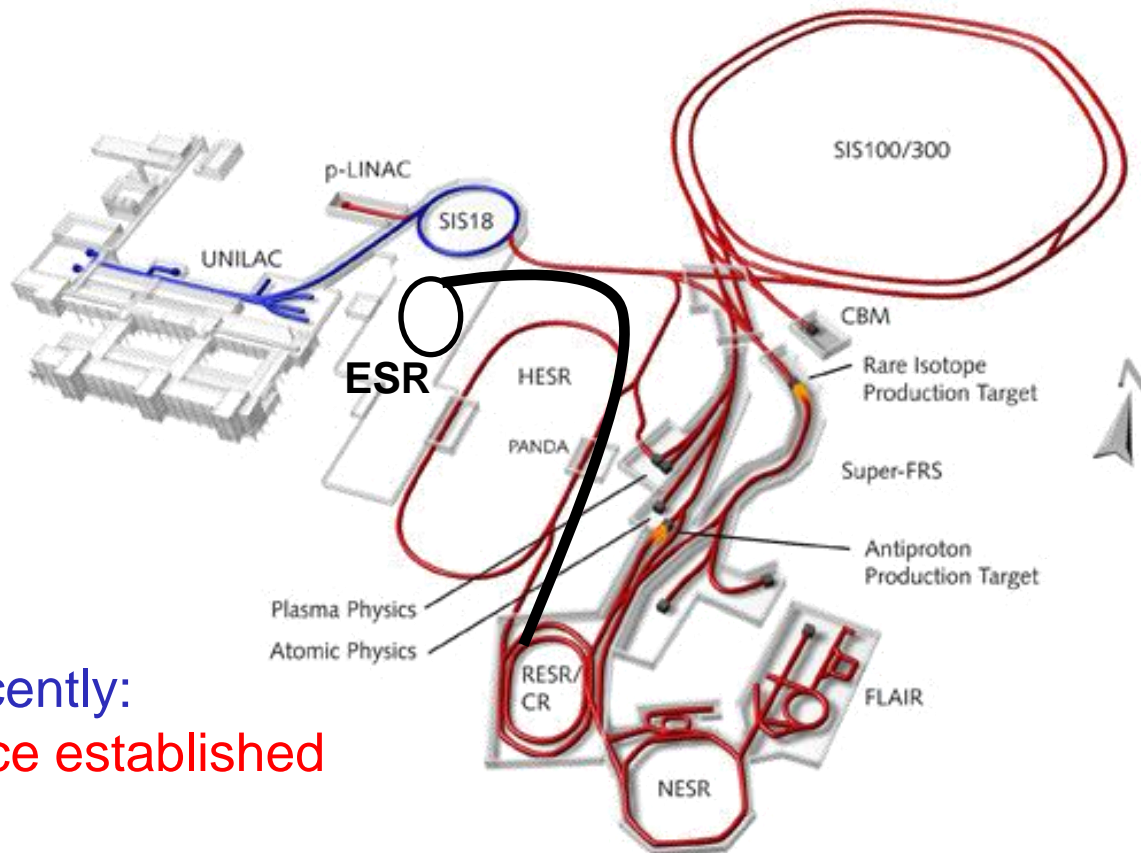 SIS100/300
p-LINAC
SIS18
UNILAC
CBM
ESR
HESR
Rare Isotope
Production Target
PANDA
Super-FRS
Antiproton
Production Target
Plasma Physics
Atomic Physics
RESR/
CR
FLAIR
cently:
ce established
NESR